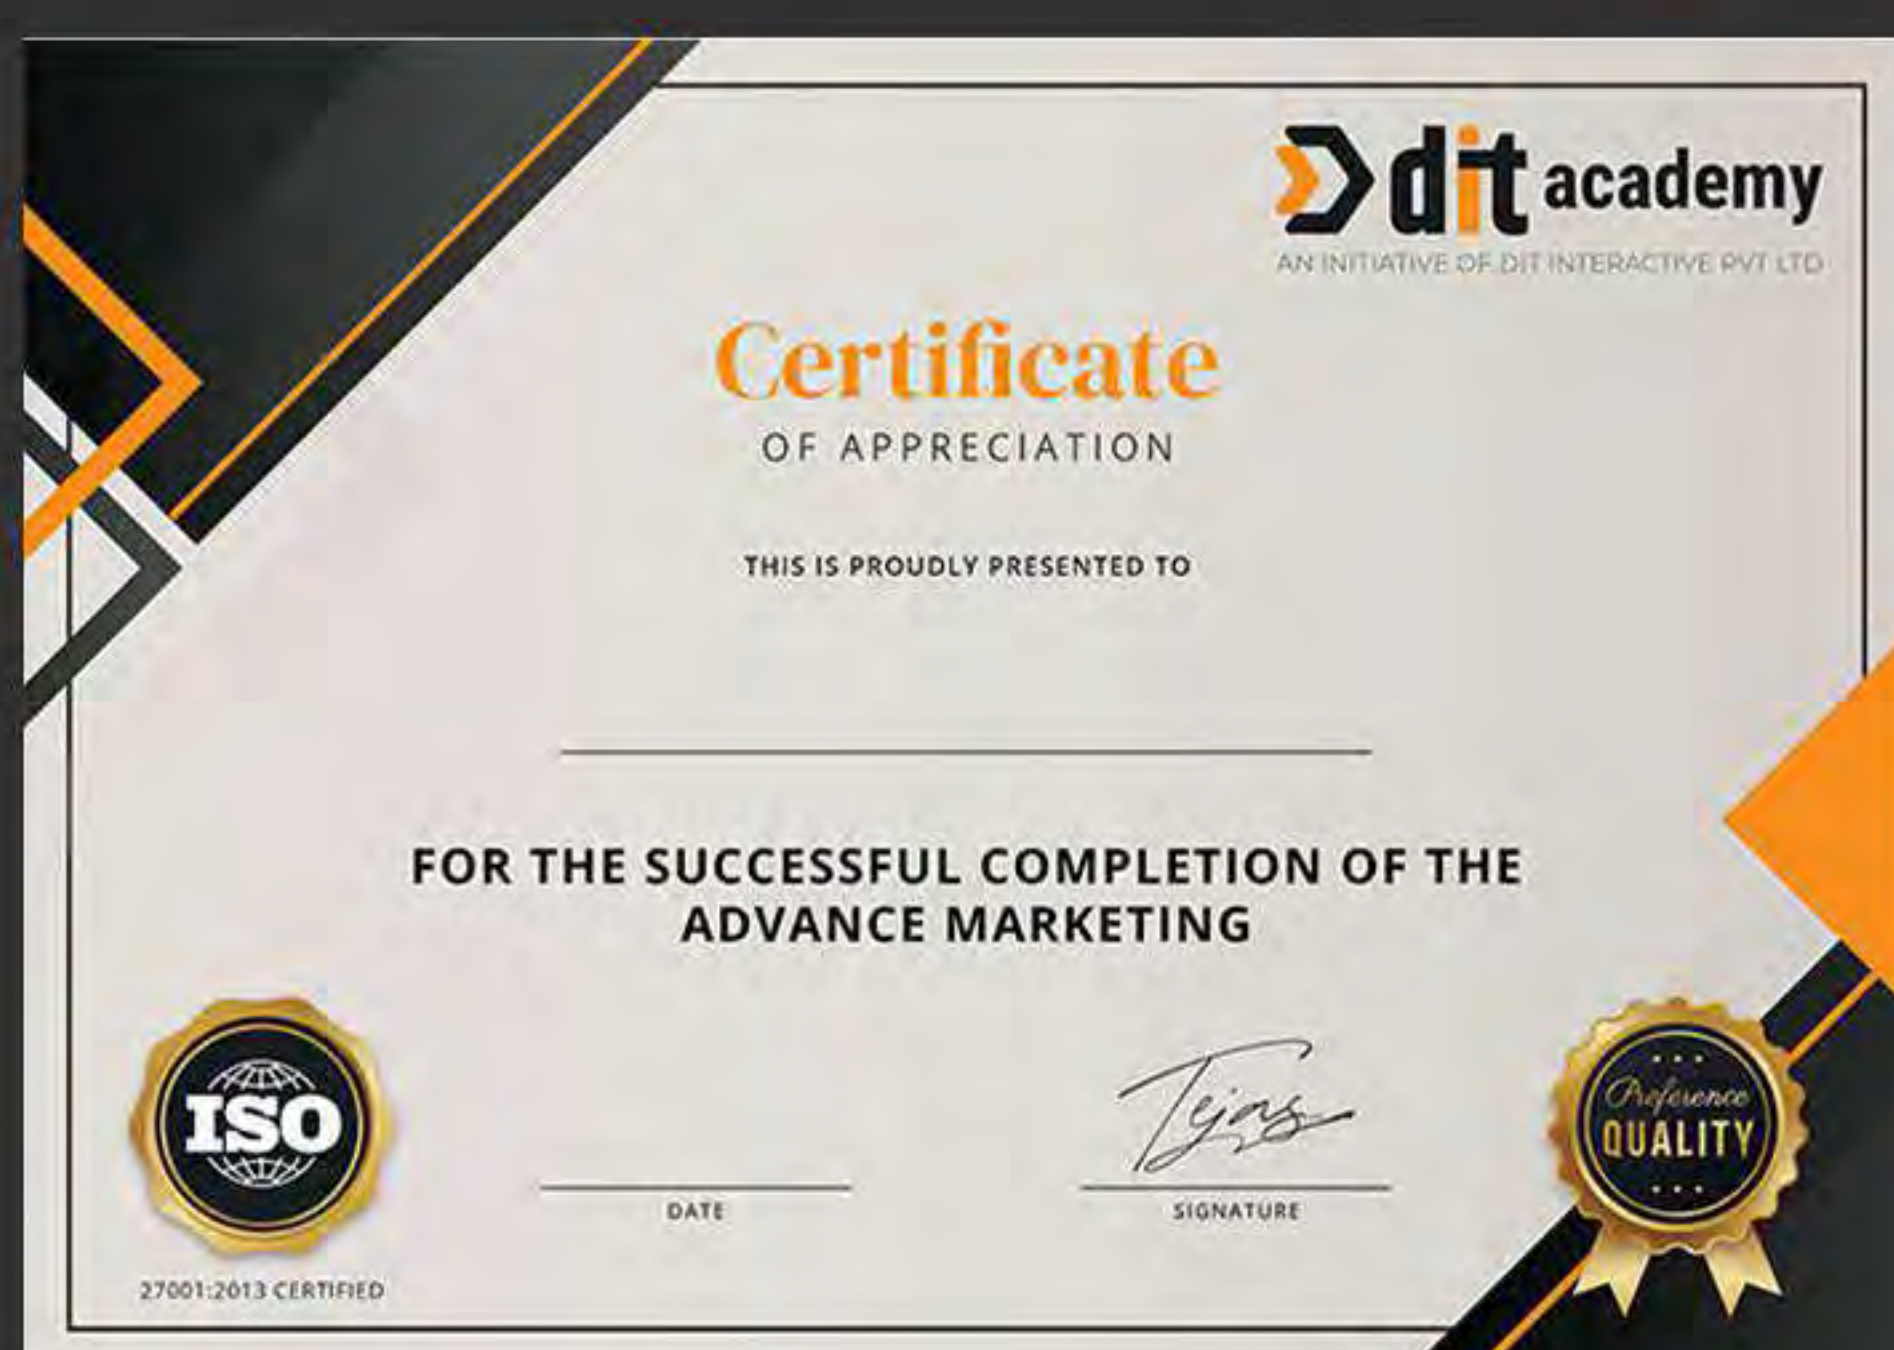 dit academy
AN INITIATIVE OF DIT INTERACTIVE PVT LTD
Certificate
OF APPRECIATION
THIS IS PROUDLY PRESENTED TO
FOR THE SUCCESSFUL COMPLETION OF THE
ADVANCE MARKETING
ISO
27001:2013 CERTIFIED
DATE
Tejas
SIGNATURE
Preference
QUALITY